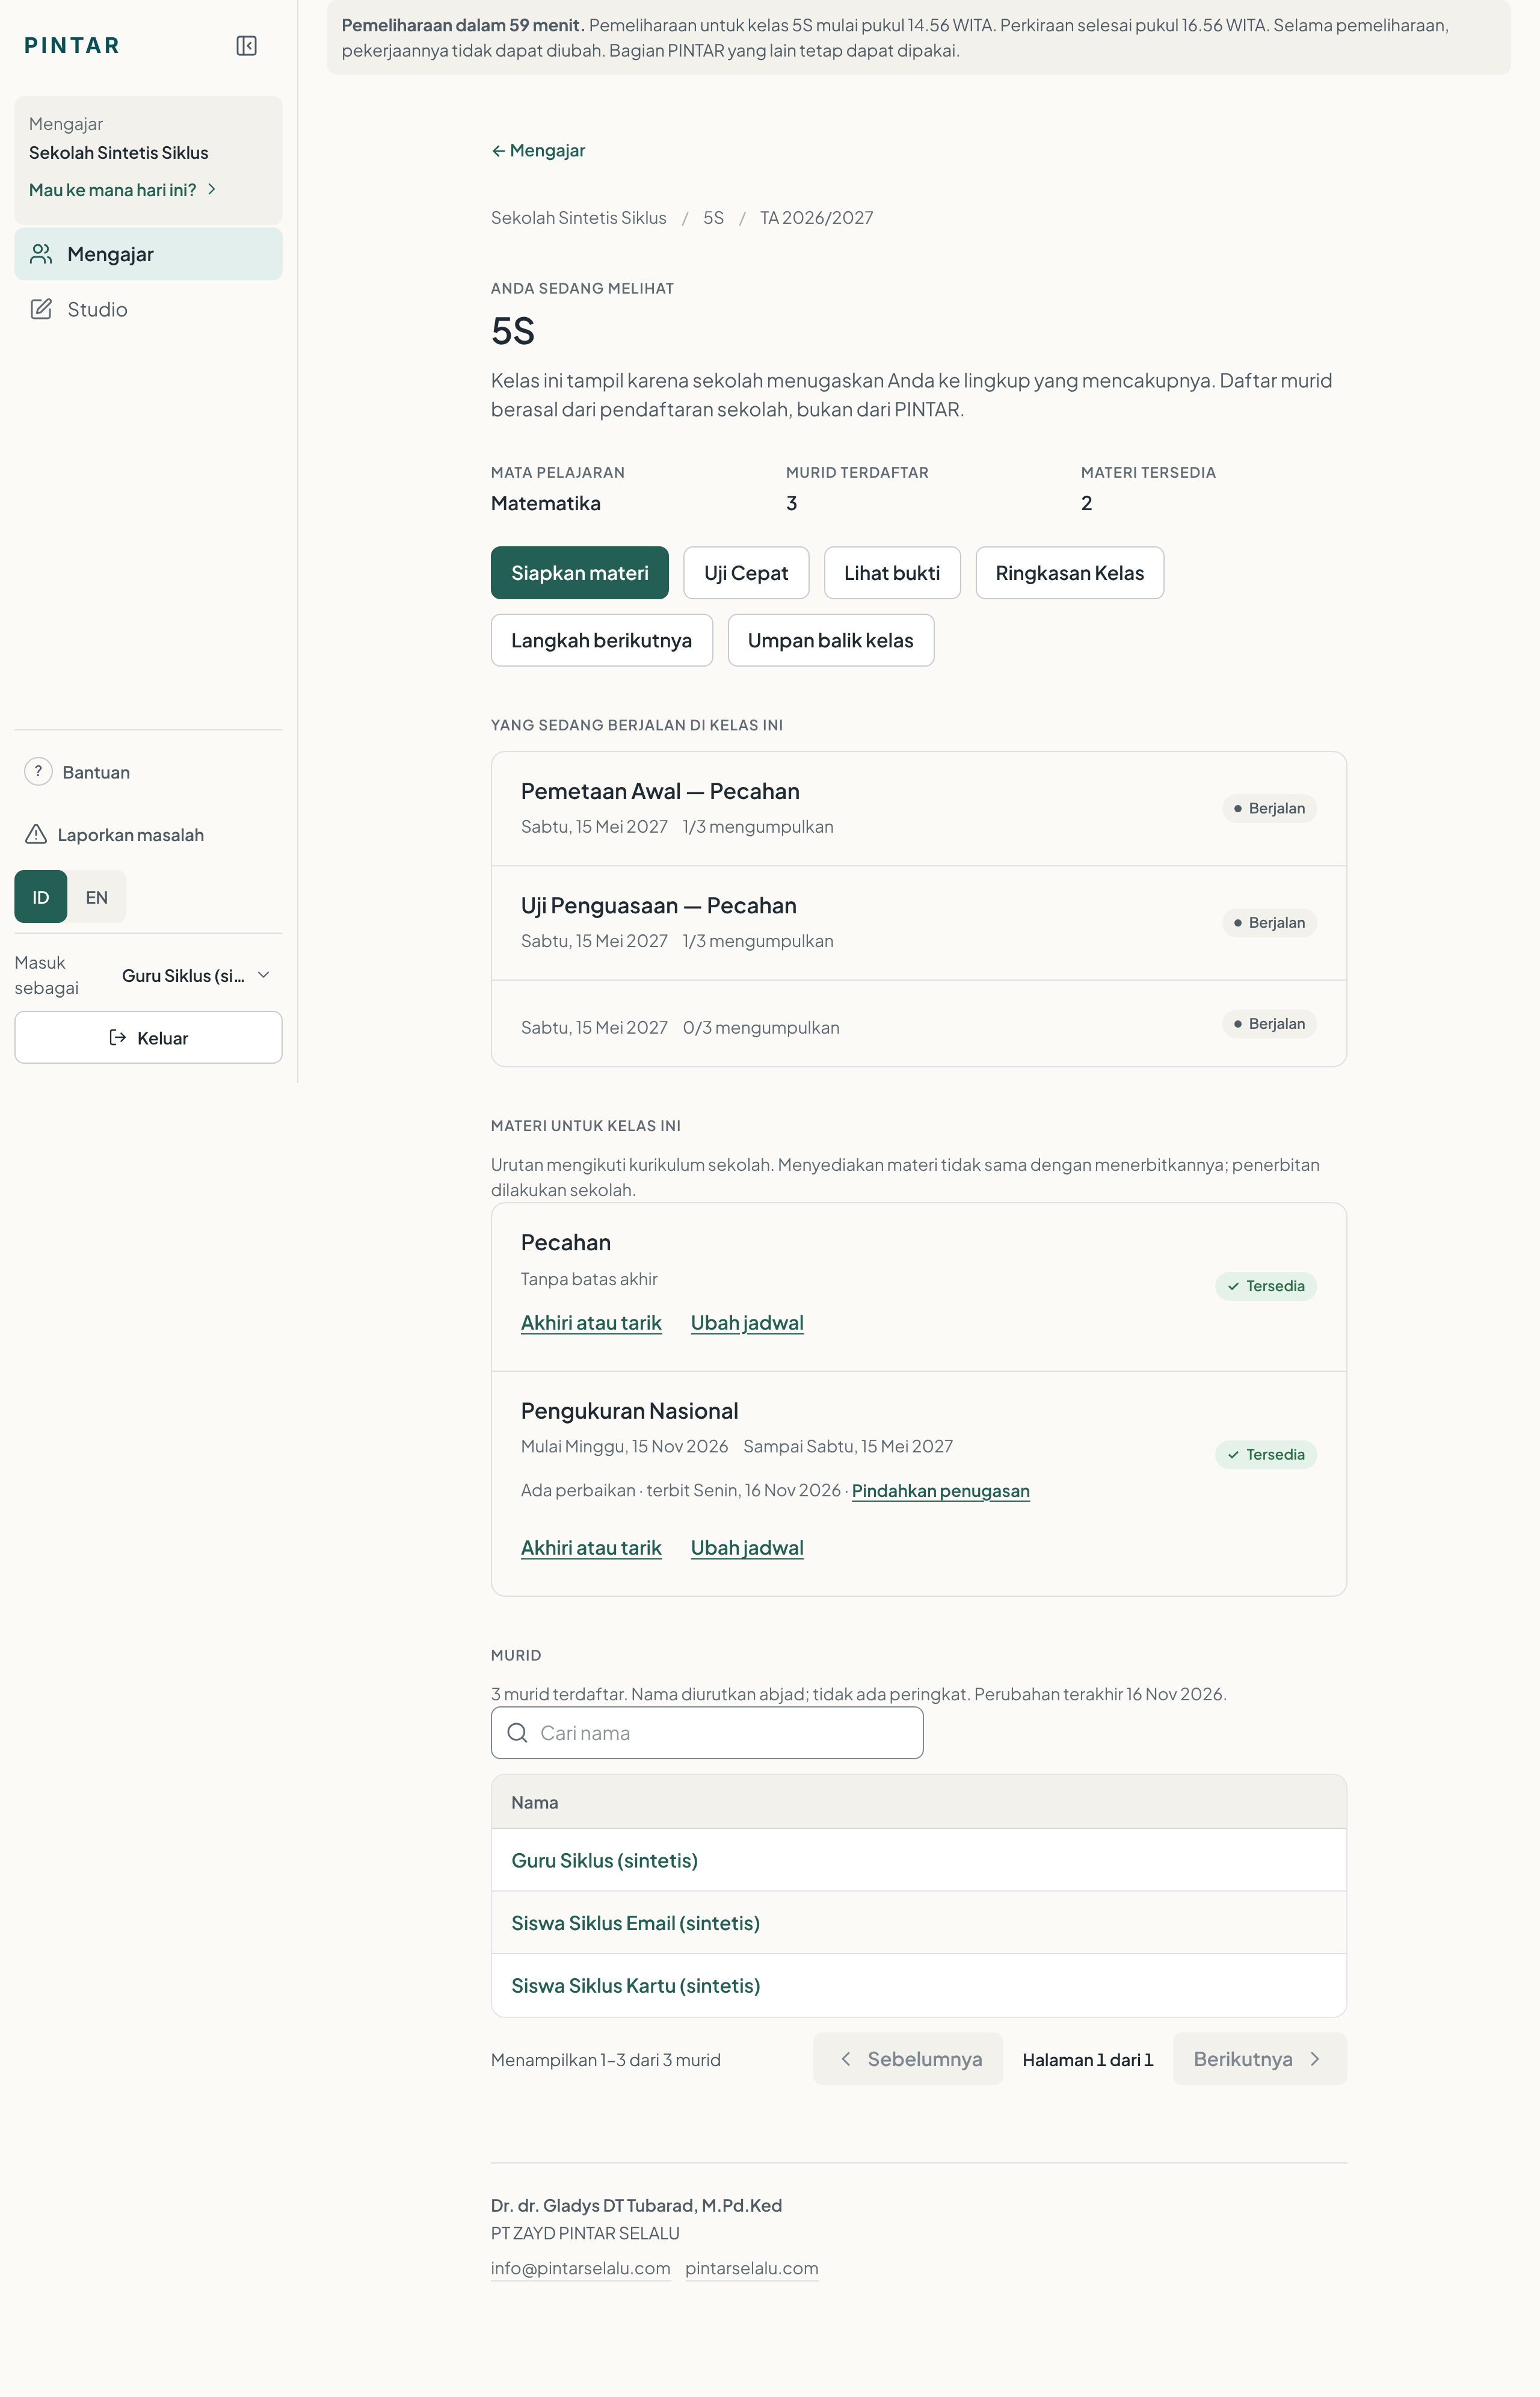 PINTAR
Mengajar
Sekolah Sintetis Siklus
Mau ke mana hari ini?
Mengajar
Studio
? Bantuan
Laporkan masalah
ID EN
Masuk
sebagai
Guru Siklus (si...
Keluar
Pemeliharaan dalam 59 menit. Pemeliharaan untuk kelas 5S mulai pukul 14.56 WITA. Perkiraan selesai pukul 16.56 WITA. Selama pemeliharaan,
pekerjaannya tidak dapat diubah. Bagian PINTAR yang lain tetap dapat dipakai.
← Mengajar
Sekolah Sintetis Siklus / 5S / TA 2026/2027
ANDA SEDANG MELIHAT
5S
Kelas ini tampil karena sekolah menugaskan Anda ke lingkup yang mencakupnya. Daftar murid
berasal dari pendaftaran sekolah, bukan dari PINTAR.
MATA PELAJARAN MURID TERDAFTAR MATERI TERSEDIA
Matematika 3 2
Siapkan materi Uji Cepat Lihat bukti Ringkasan Kelas
Langkah berikutnya Umpan balik kelas
YANG SEDANG BERJALAN DI KELAS INI
Pemetaan Awal — Pecahan
Sabtu, 15 Mei 2027 1/3 mengumpulkan
Berjalan
Uji Penguasaan — Pecahan
Sabtu, 15 Mei 2027 1/3 mengumpulkan
Berjalan
Sabtu, 15 Mei 2027 0/3 mengumpulkan
Berjalan
MATERI UNTUK KELAS INI
Urutan mengikuti kurikulum sekolah. Menyediakan materi tidak sama dengan menerbitkannya; penerbitan
dilakukan sekolah.
Pecahan
Tanpa batas akhir
Tersedia
Akhiri atau tarik Ubah jadwal
Pengukuran Nasional
Mulai Minggu, 15 Nov 2026 Sampai Sabtu, 15 Mei 2027
Tersedia
Ada perbaikan · terbit Senin, 16 Nov 2026 · Pindahkan penugasan
Akhiri atau tarik Ubah jadwal
MURID
3 murid terdaftar. Nama diurutkan abjad; tidak ada peringkat. Perubahan terakhir 16 Nov 2026.
Cari nama
Nama
Guru Siklus (sintetis)
Siswa Siklus Email (sintetis)
Siswa Siklus Kartu (sintetis)
Menampilkan 1–3 dari 3 murid Sebelumnya Halaman 1 dari 1 Berikutnya
Dr. dr. Gladys DT Tubarad, M.Pd.Ked
PT ZAYD PINTAR SELALU
info@pintarselalu.com pintarselalu.com